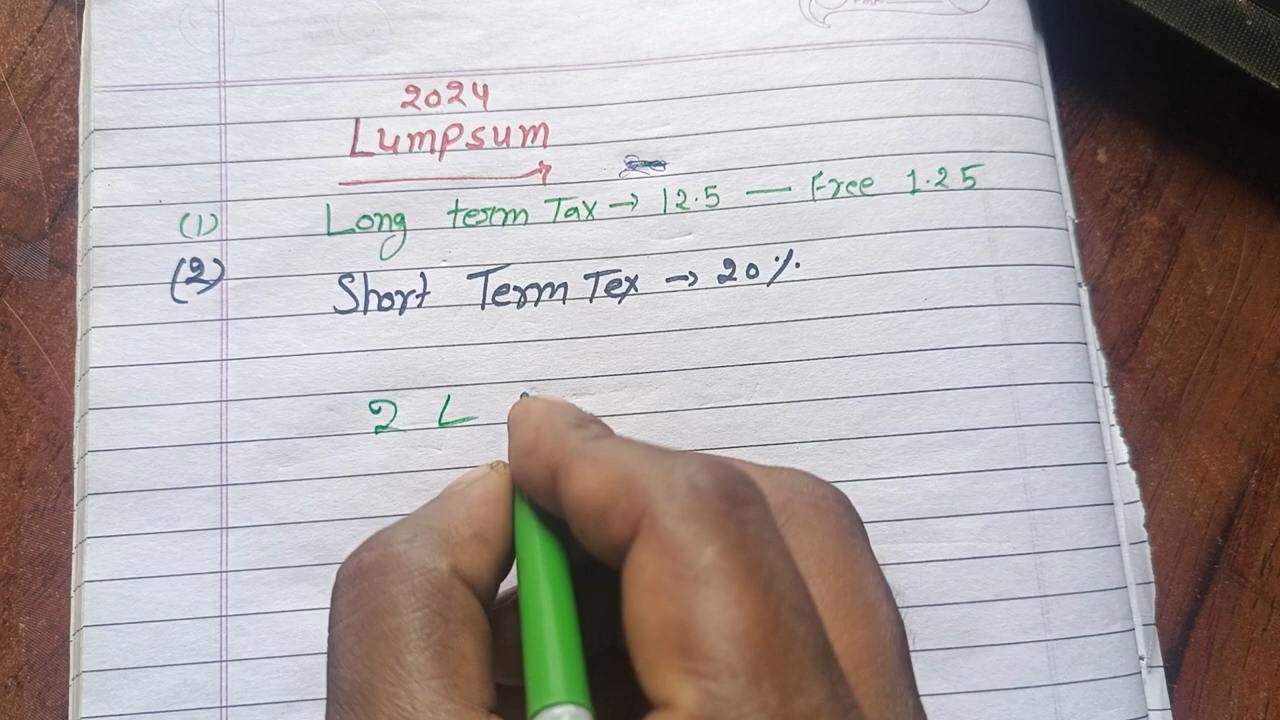 2024
Lumpsum
(1) Long term Tax → 12.5 — Free 1.25
(2) Short Term Tex → 20%
2 L